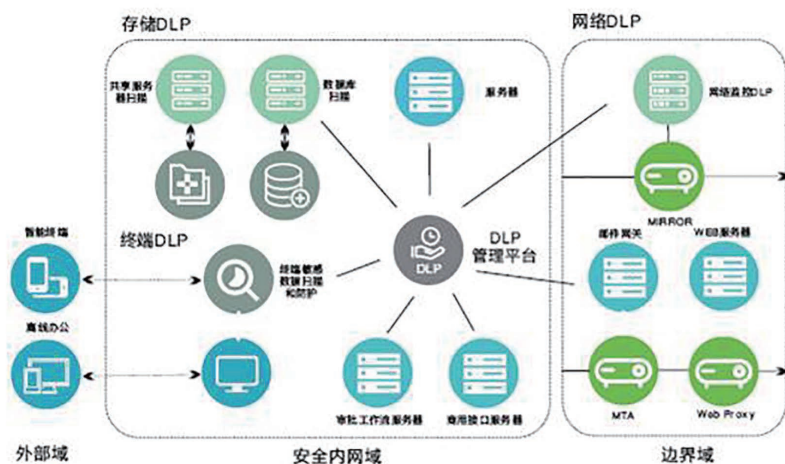 存储DLP
网络DLP
共享服务
器扫描
数据库
扫描
服务器
网络监控DLP
MIRROR
智能终端
终端DLP
终端敏感
数据扫描
和防护
DLP
DLP
管理平台
邮件网关
WEB服务器
离线办公
审批工作流服务器
商用接口服务器
MTA
Web Proxy
外部域
安全内网域
边界域